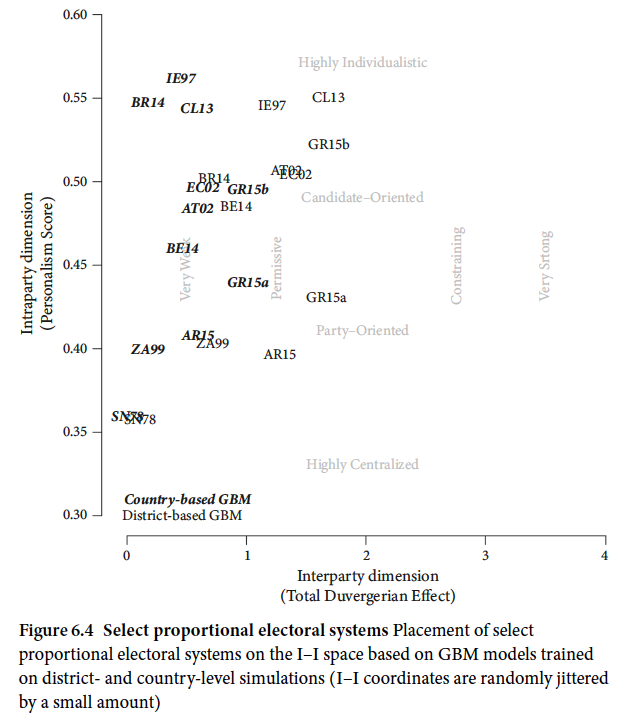 0.60
Highly Individualistic
IE97
BR14
CL13
IE97
CL13
0.55
GR15b
AT02
EC02
BR14
0.50
EC02
GR15b
Candidate–Oriented
AT02
BE14
BE14
Intraparty dimension
(Personalism Score)
Very Weak
Permissive
Constraining
Very Srtong
0.45
GR15a
GR15a
Party–Oriented
AR15
ZA99
ZA99
AR15
0.40
SN78
SN78
0.35
Highly Centralized
Country-based GBM
District-based GBM
0.30
0 1 2 3 4
Interparty dimension
(Total Duvergerian Effect)
Figure 6.4 Select proportional electoral systems Placement of select
proportional electoral systems on the I–I space based on GBM models trained
on district- and country-level simulations (I–I coordinates are randomly jittered
by a small amount)